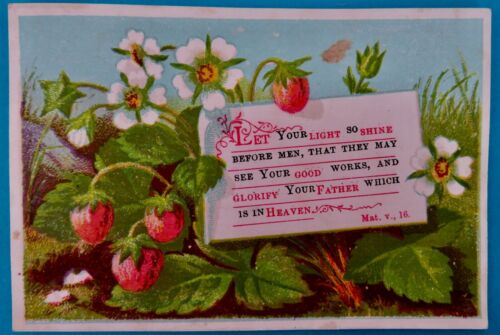 LET YOUR LIGHT SO SHINE
BEFORE MEN, THAT THEY MAY
SEE YOUR GOOD WORKS, AND
GLORIFY YOUR FATHER WHICH
IS IN HEAVEN.
Mat. v., 16.